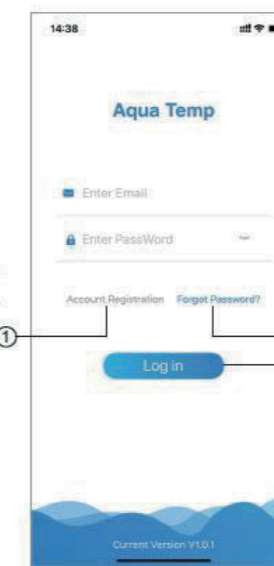 14:38
Aqua Temp
Enter Email
Enter PassWord
Account Registration Forgot Password?
1
Log in
Current Version V1.0.1